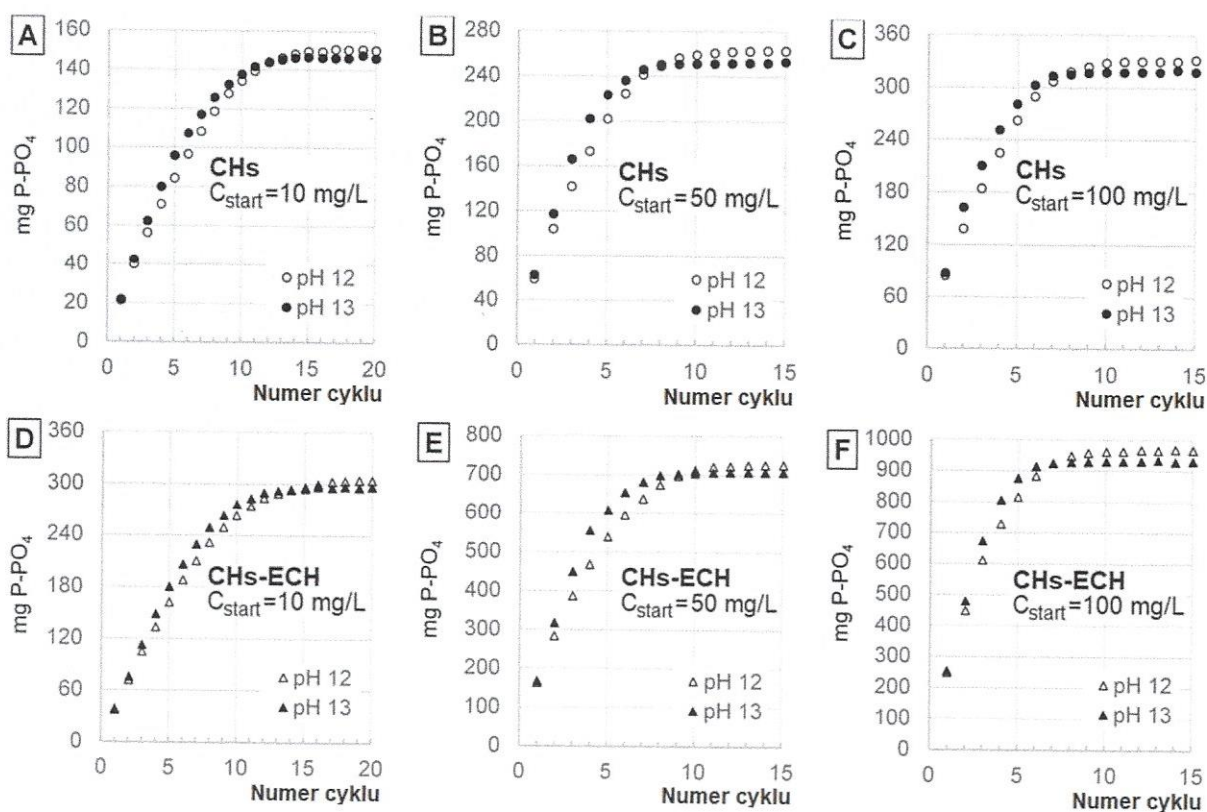 A
160
140
120
100
80
60
40
20
0
mg P-PO4
CHs
Cstart=10 mg/L
pH 12
pH 13
0 5 10 15 20
Numer cyklu
B
280
240
200
160
120
80
40
0
mg P-PO4
CHs
Cstart=50 mg/L
pH 12
pH 13
0 5 10 15
Numer cyklu
C
360
300
240
180
120
60
0
mg P-PO4
CHs
Cstart=100 mg/L
pH 12
pH 13
0 5 10 15
Numer cyklu
D
360
300
240
180
120
60
0
mg P-PO4
CHs-ECH
Cstart=10 mg/L
pH 12
pH 13
0 5 10 15 20
Numer cyklu
E
800
700
600
500
400
300
200
100
0
mg P-PO4
CHs-ECH
Cstart=50 mg/L
pH 12
pH 13
0 5 10 15
Numer cyklu
F
1000
900
800
700
600
500
400
300
200
100
0
mg P-PO4
CHs-ECH
Cstart=100 mg/L
pH 12
pH 13
0 5 10 15
Numer cyklu